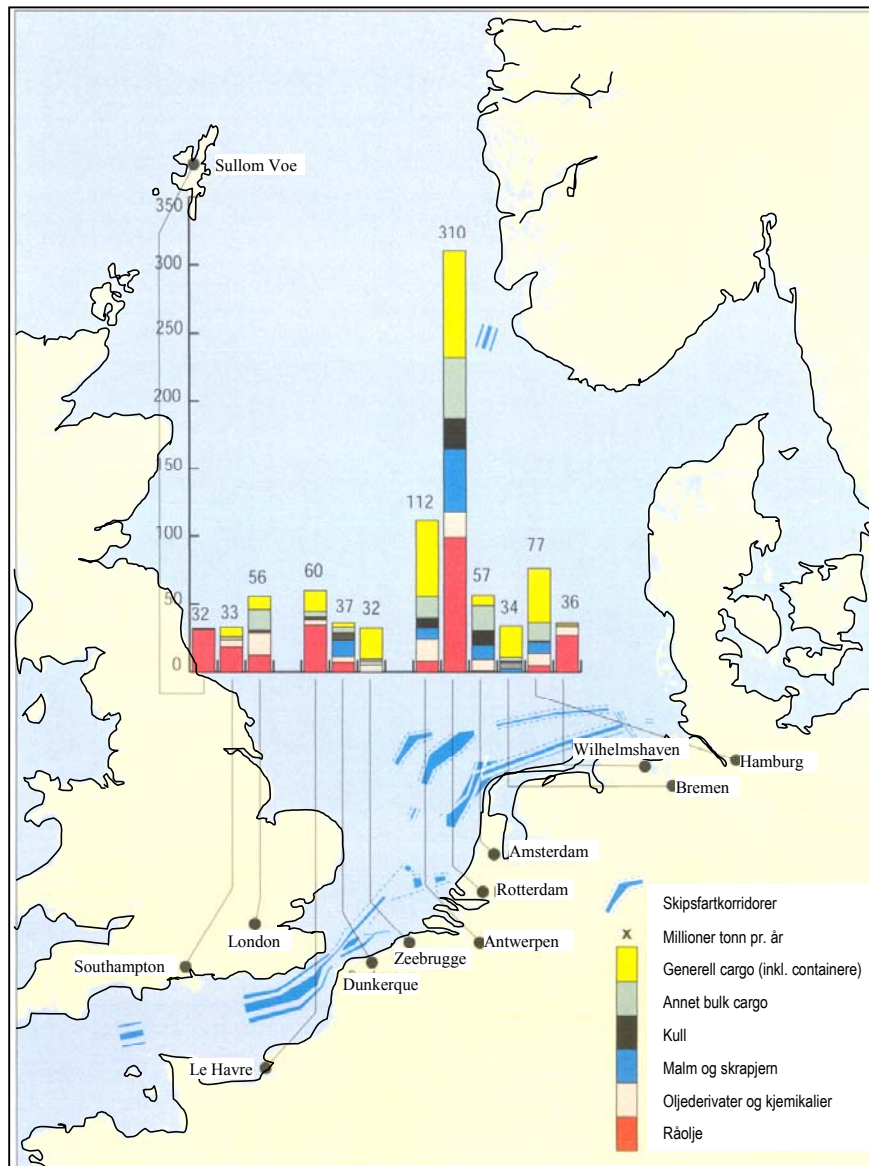 Sullom Voe
350
300
250
200
150
100
50
0
32
33
56
60
37
32
112
310
57
34
77
36
Wilhelmshaven
Hamburg
Bremen
Amsterdam
Rotterdam
London
Antwerpen
Zeebrugge
Southampton
Dunkerque
Le Havre
Skipsfartkorridorer
x Millioner tonn pr. år
Generell cargo (inkl. containere)
Annet bulk cargo
Kull
Malm og skrapjern
Oljederivater og kjemikalier
Råolje